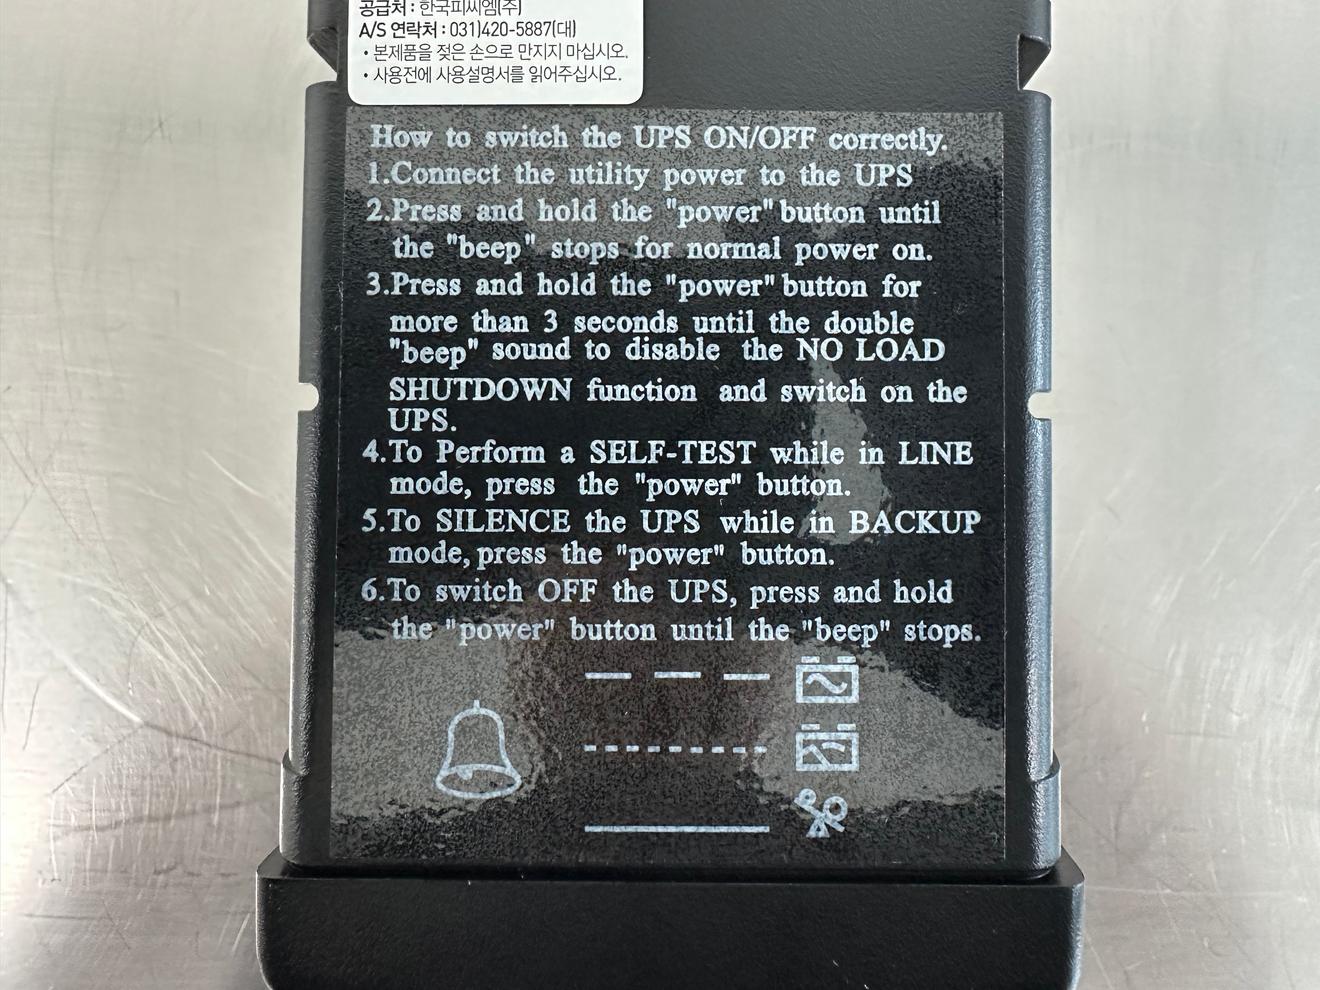 공급처 : 한국피씨엠(주)
A/S 연락처 : 031)420-5887(대)
• 본제품을 젖은 손으로 만지지 마십시오.
• 사용전에 사용설명서를 읽어주십시오.
How to switch the UPS ON/OFF correctly.
1.Connect the utility power to the UPS
2.Press and hold the "power" button until
the "beep" stops for normal power on.
3.Press and hold the "power" button for
more than 3 seconds until the double
"beep" sound to disable the NO LOAD
SHUTDOWN function and switch on the
UPS.
4.To Perform a SELF-TEST while in LINE
mode, press the "power" button.
5.To SILENCE the UPS while in BACKUP
mode, press the "power" button.
6.To switch OFF the UPS, press and hold
the "power" button until the "beep" stops.